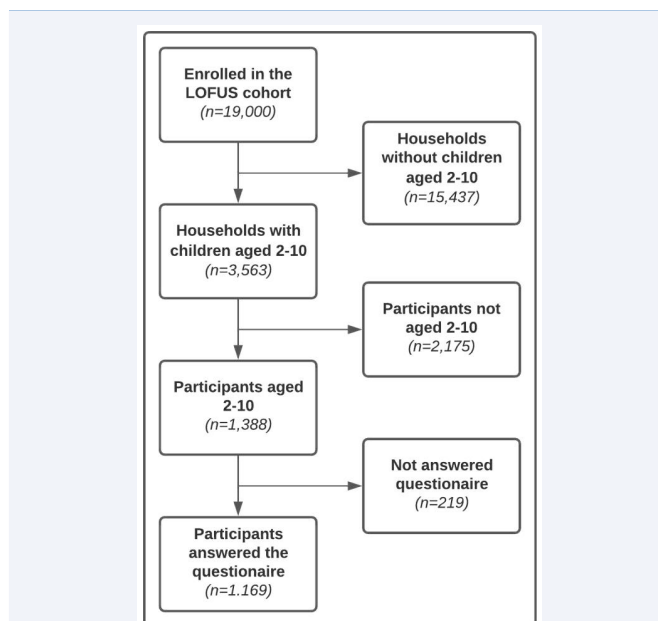 Enrolled in the
LOFUS cohort
(n=19,000)
Households
without children
aged 2-10
(n=15,437)
Households with
children aged 2-10
(n=3,563)
Participants not
aged 2-10
(n=2,175)
Participants aged
2-10
(n=1,388)
Not answered
questionaire
(n=219)
Participants
answered the
questionaire
(n=1.169)